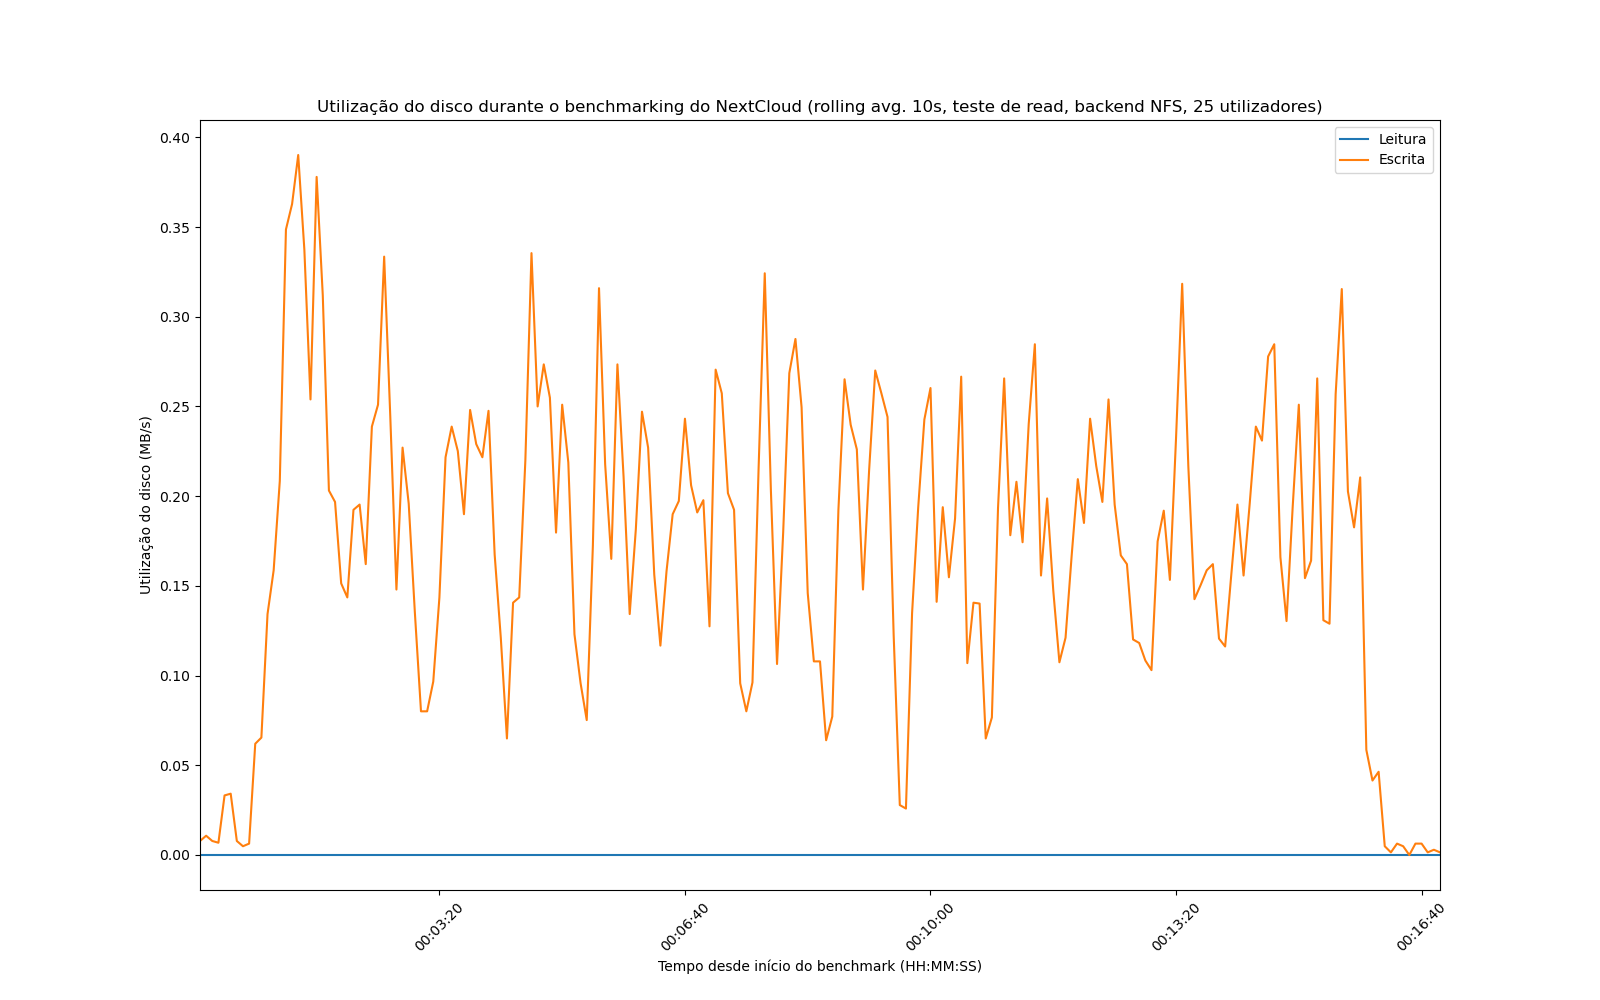 Utilização do disco durante o benchmarking do NextCloud (rolling avg. 10s, teste de read, backend NFS, 25 utilizadores)
Leitura
Escrita
Utilização do disco (MB/s)
0.40
0.35
0.30
0.25
0.20
0.15
0.10
0.05
0.00
00:03:20
00:06:40
00:10:00
00:13:20
00:16:40
Tempo desde início do benchmark (HH:MM:SS)